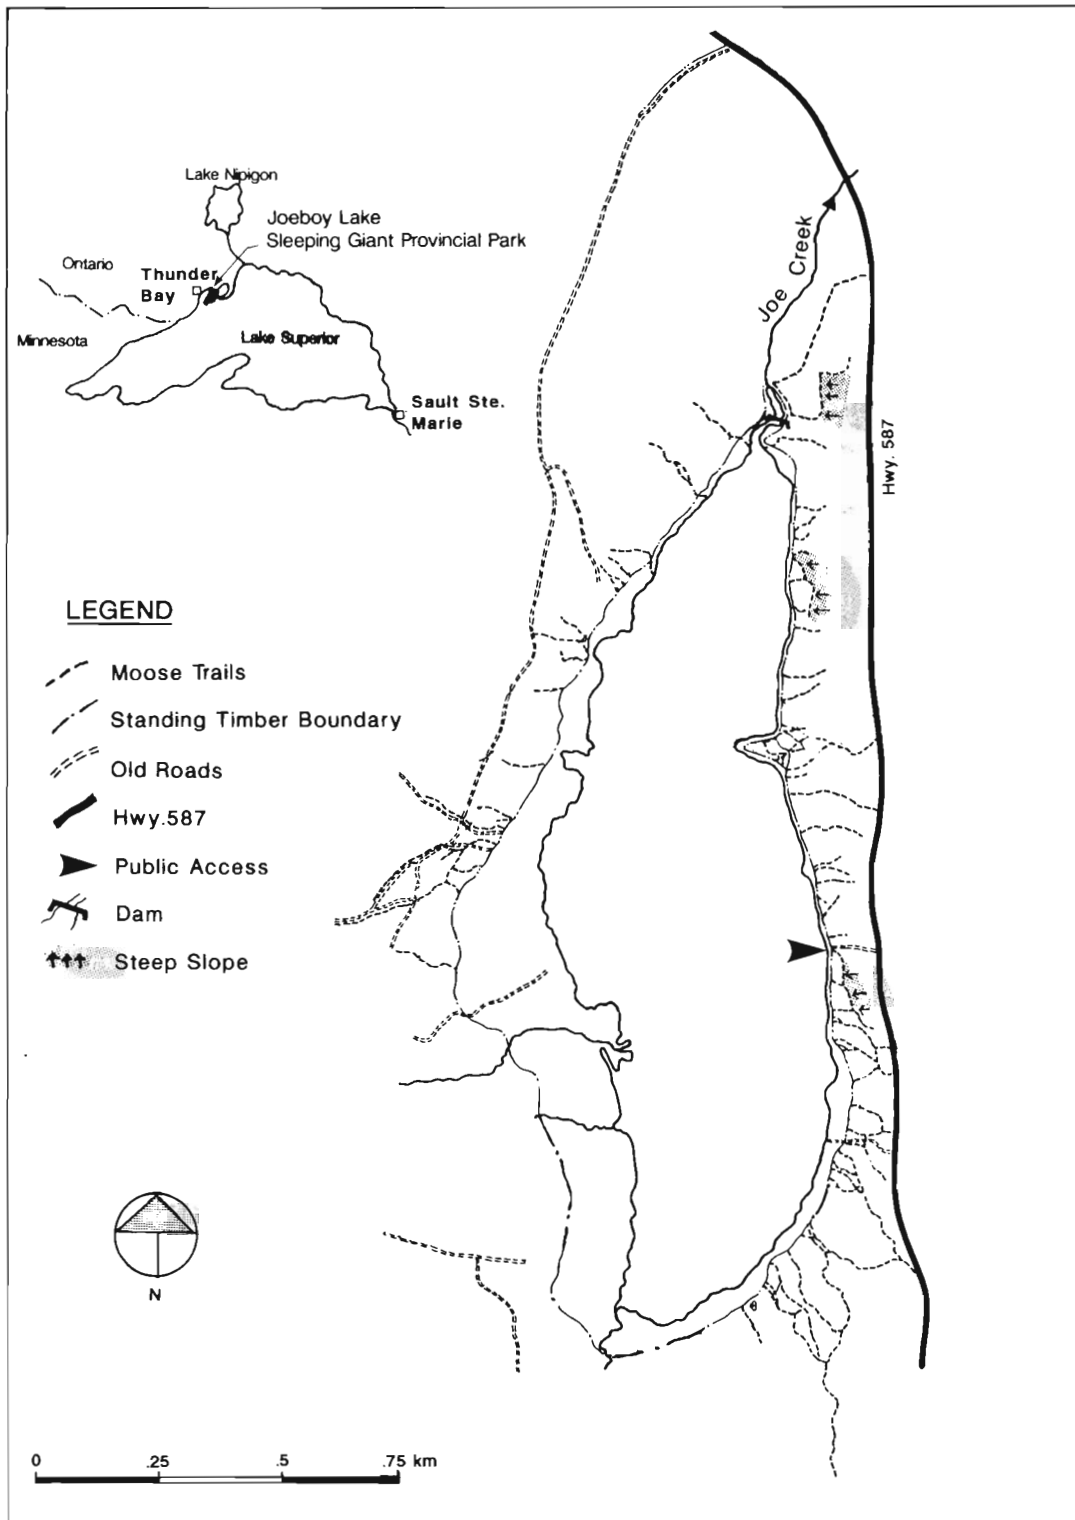 Lake Nipigon
Joeboy Lake
Sleeping Giant Provincial Park
Ontario
Thunder
Bay
Minnesota
Lake Superior
Sault Ste.
Marie
Joe Creek
Hwy. 587
LEGEND
Moose Trails
Standing Timber Boundary
Old Roads
Hwy.587
Public Access
Dam
Steep Slope
N
0 .25 .5 .75 km